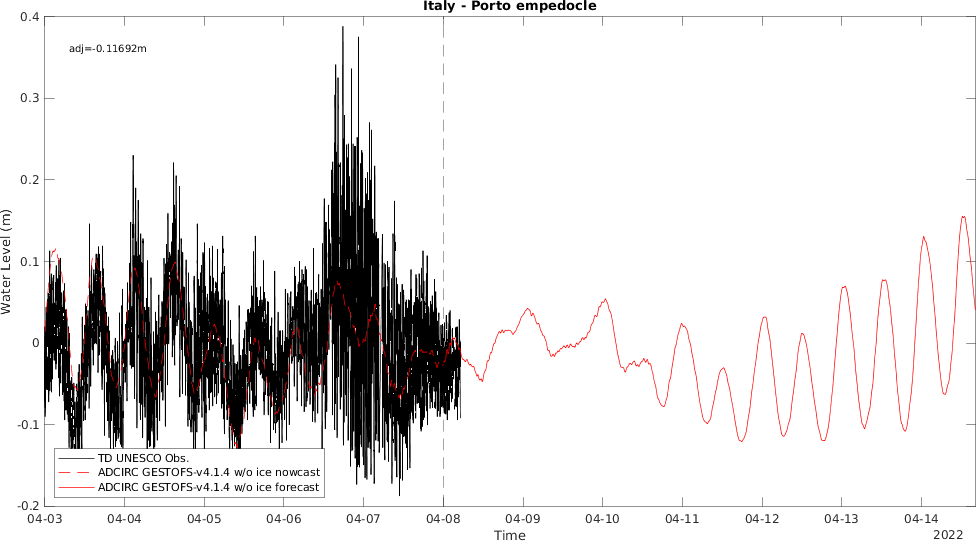 Italy - Porto empedocle
adj=-0.11692m
Water Level (m)
0.4
0.3
0.2
0.1
0
-0.1
-0.2
TD UNESCO Obs.
ADCIRC GESTOFS-v4.1.4 w/o ice nowcast
ADCIRC GESTOFS-v4.1.4 w/o ice forecast
04-03 04-04 04-05 04-06 04-07 04-08 04-09 04-10 04-11 04-12 04-13 04-14
Time
2022